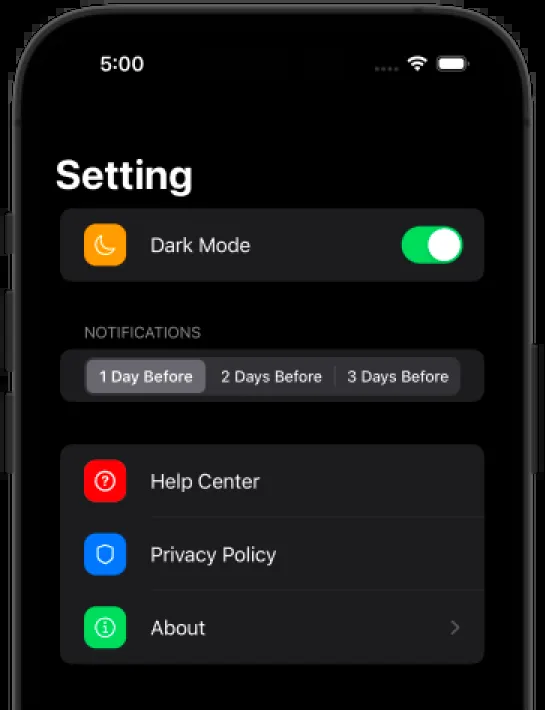 5:00
Setting
Dark Mode
NOTIFICATIONS
1 Day Before 2 Days Before 3 Days Before
Help Center
Privacy Policy
About